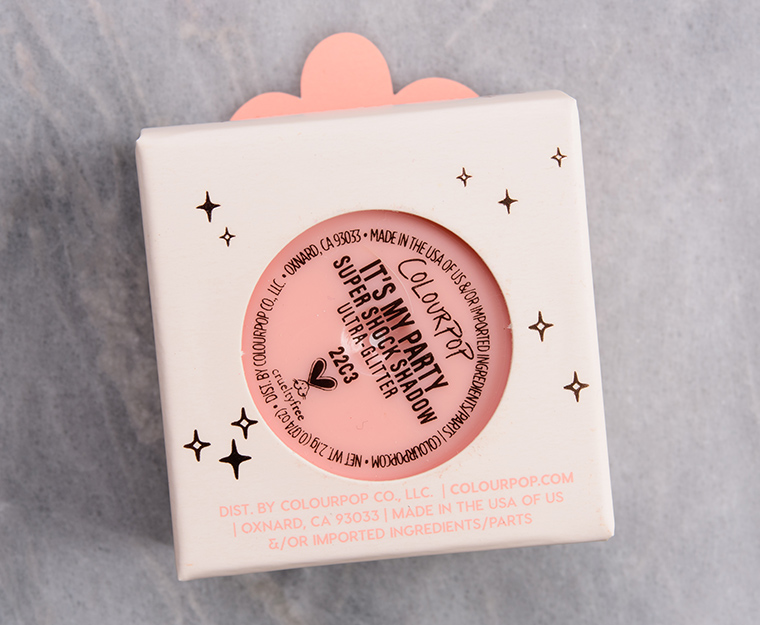 COLOURPOP
IT'S MY PARTY
SUPER SHOCK SHADOW
ULTRA-GLITTER
22C3
crueltyfree
NET WT. 2.1g (0.074OZ) • DIST. BY COLOURPOP CO., LLC. • OXNARD, CA 93033 • MADE IN THE USA OF US &/OR IMPORTED INGREDIENTS/PARTS | COLOURPOP.COM •
DIST. BY COLOURPOP CO., LLC. | COLOURPOP.COM
| OXNARD, CA 93033 | MADE IN THE USA OF US
&/OR IMPORTED INGREDIENTS/PARTS